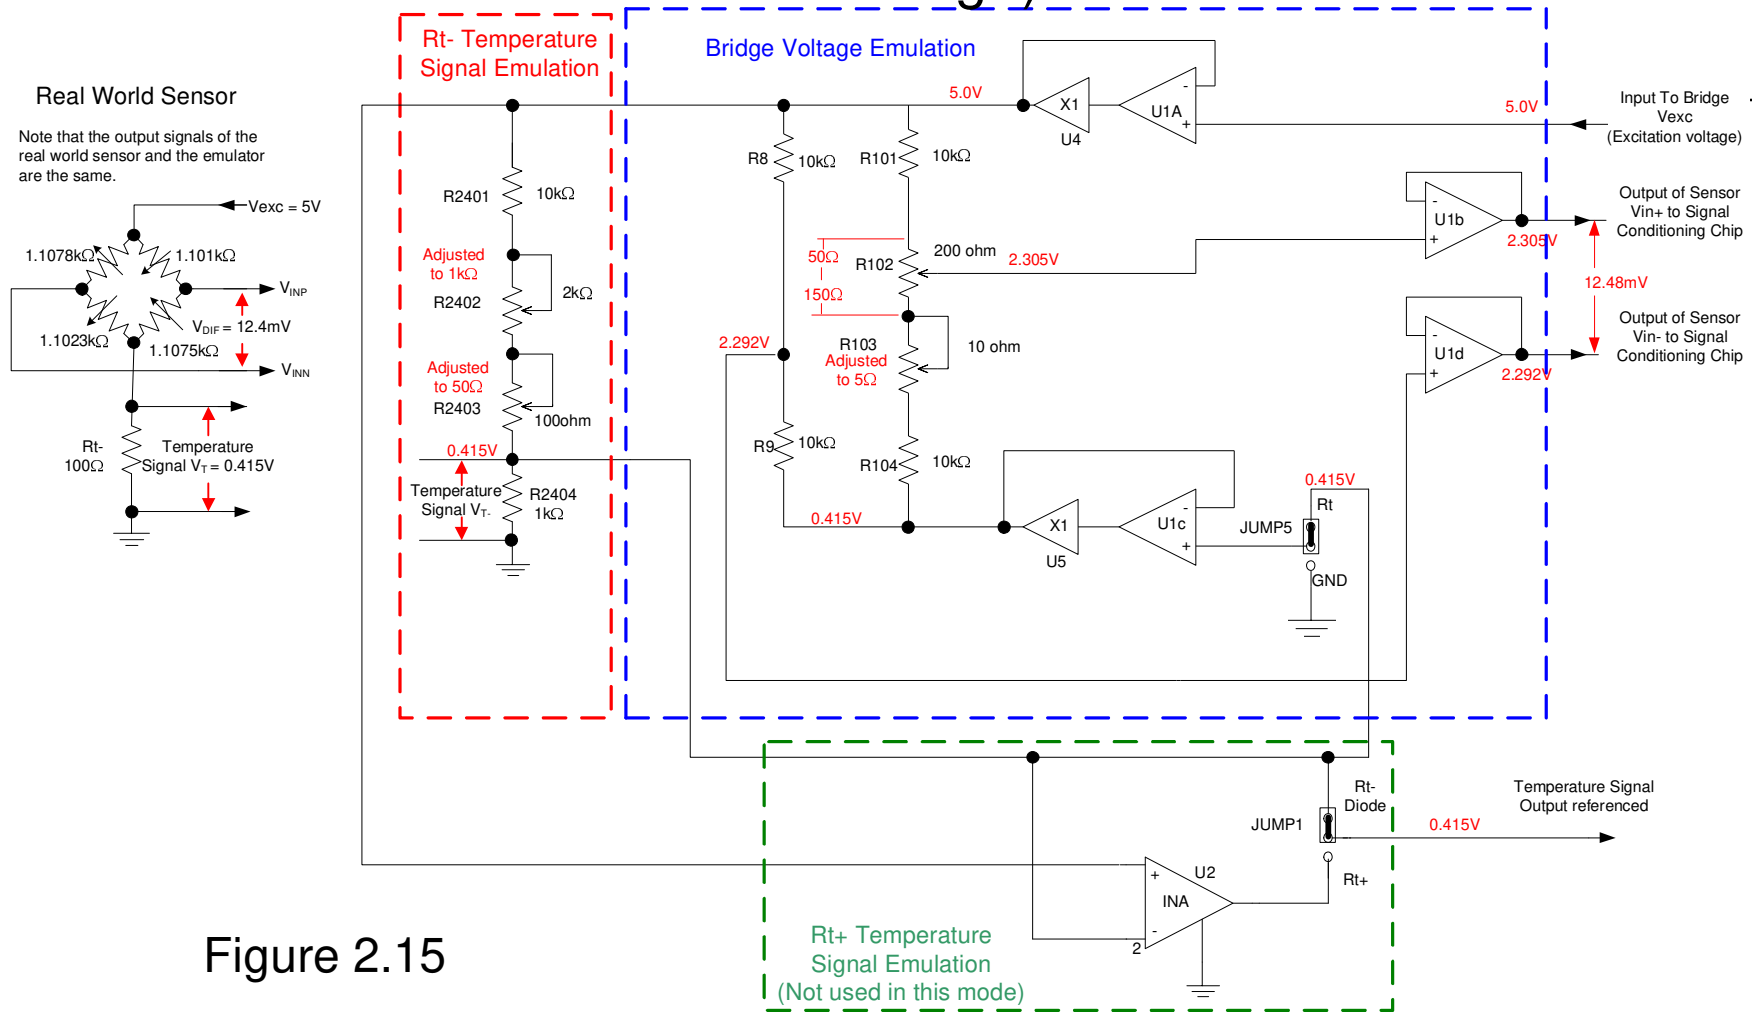 Rt- Temperature
Signal Emulation
Bridge Voltage Emulation
Real World Sensor
Note that the output signals of the
real world sensor and the emulator
are the same.
Vexc = 5V
1.1078kΩ
1.101kΩ
VINP
VDIF = 12.4mV
1.1023kΩ
1.1075kΩ
VINN
Rt-
100Ω
Temperature
Signal VT = 0.415V
R2401
10kΩ
Adjusted
to 1kΩ
R2402
2kΩ
Adjusted
to 50Ω
R2403
100ohm
0.415V
Temperature
Signal VT-
R2404
1kΩ
5.0V
X1
U4
U1A
-
+
5.0V
Input To Bridge
Vexc
(Excitation voltage)
R8
10kΩ
R101
10kΩ
50Ω
150Ω
R102
200 ohm
2.305V
-
+
U1b
2.305V
Output of Sensor
Vin+ to Signal
Conditioning Chip
12.48mV
2.292V
R103
Adjusted
to 5Ω
10 ohm
-
+
U1d
2.292V
Output of Sensor
Vin- to Signal
Conditioning Chip
R9
10kΩ
R104
10kΩ
0.415V
X1
U5
U1c
-
+
0.415V
Rt
JUMP5
GND
Rt-
Diode
JUMP1
Rt+
0.415V
Temperature Signal
Output referenced
+
U2
INA
-
2
Rt+ Temperature
Signal Emulation
(Not used in this mode)
Figure 2.15